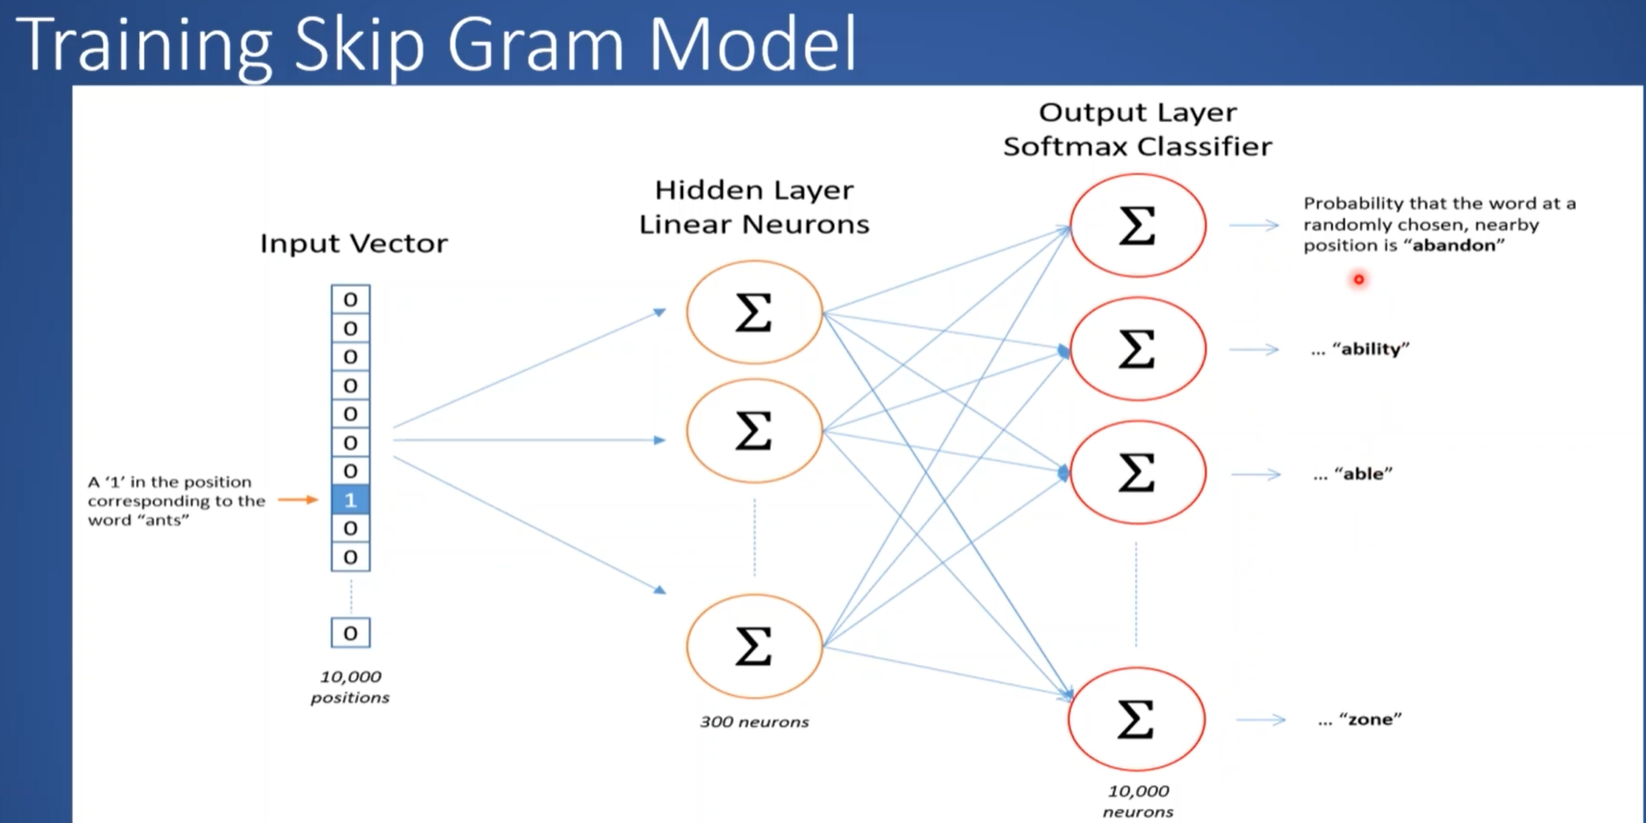 Training Skip Gram Model
Output Layer
Softmax Classifier
Hidden Layer
Linear Neurons
Input Vector
Σ
Σ
Σ
Σ
Σ
Σ
Σ
Probability that the word at a
randomly chosen, nearby
position is “abandon”
... “ability”
... “able”
... “zone”
0
0
0
0
0
0
0
1
0
0
0
A ‘1’ in the position
corresponding to the
word “ants”
10,000
positions
300 neurons
10,000
neurons